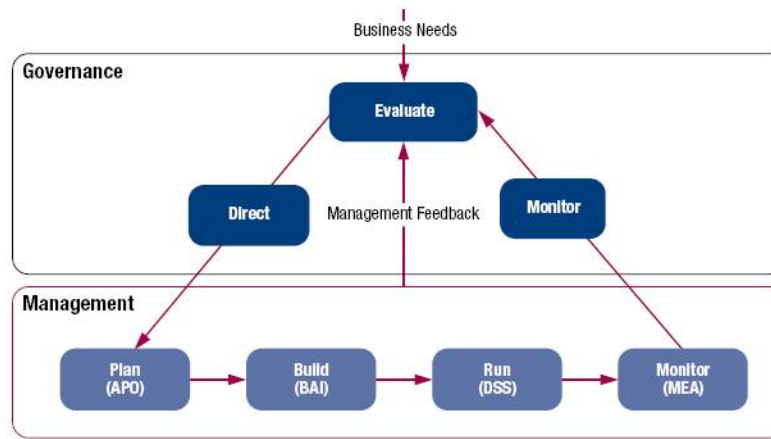 Business Needs
Governance
Evaluate
Direct
Management Feedback
Monitor
Management
Plan
(APO)
Build
(BAI)
Run
(DSS)
Monitor
(MEA)